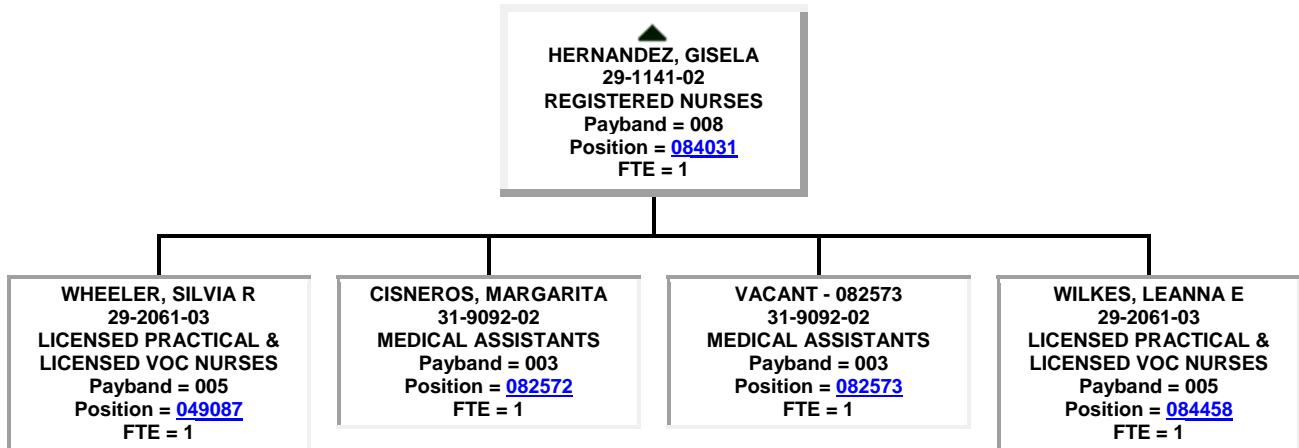 HERNANDEZ, GISELA
29-1141-02
REGISTERED NURSES
Payband = 008
Position = 084031
FTE = 1
WHEELER, SILVIA R
29-2061-03
LICENSED PRACTICAL &
LICENSED VOC NURSES
Payband = 005
Position = 049087
FTE = 1
CISNEROS, MARGARITA
31-9092-02
MEDICAL ASSISTANTS
Payband = 003
Position = 082572
FTE = 1
VACANT - 082573
31-9092-02
MEDICAL ASSISTANTS
Payband = 003
Position = 082573
FTE = 1
WILKES, LEANNA E
29-2061-03
LICENSED PRACTICAL &
LICENSED VOC NURSES
Payband = 005
Position = 084458
FTE = 1